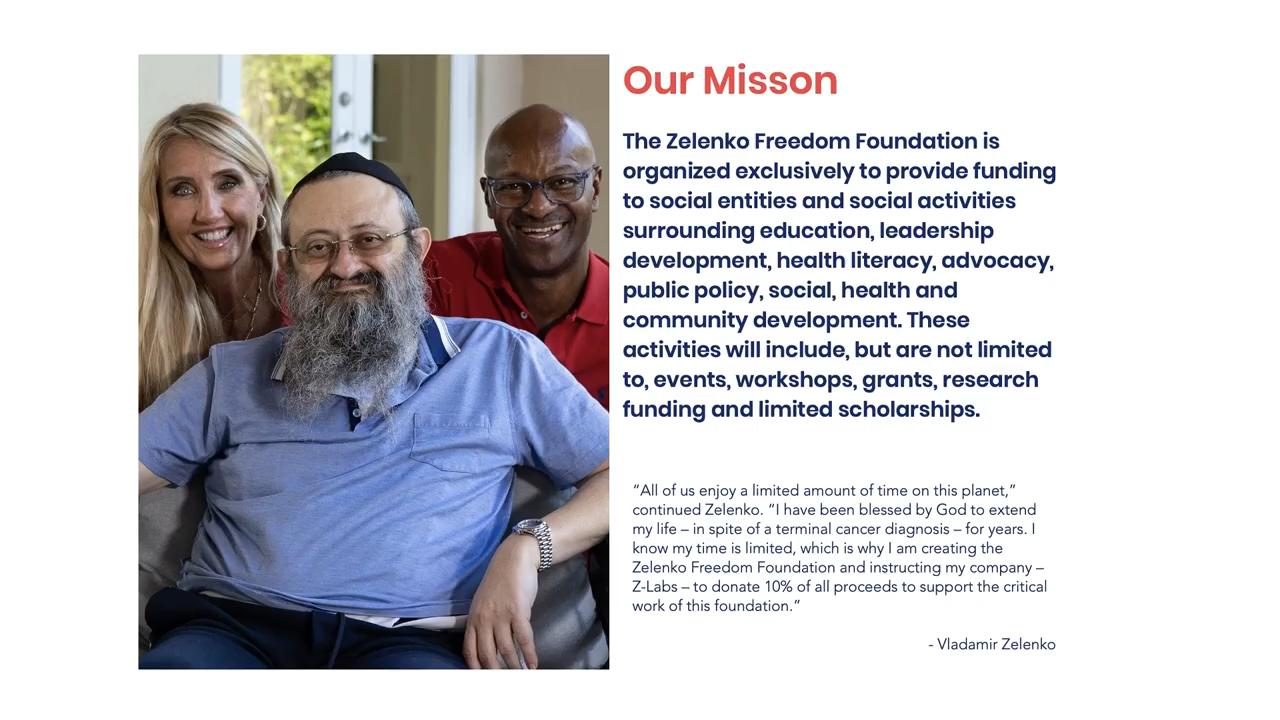 Our Misson
The Zelenko Freedom Foundation is
organized exclusively to provide funding
to social entities and social activities
surrounding education, leadership
development, health literacy, advocacy,
public policy, social, health and
community development. These
activities will include, but are not limited
to, events, workshops, grants, research
funding and limited scholarships.
“All of us enjoy a limited amount of time on this planet,”
continued Zelenko. “I have been blessed by God to extend
my life – in spite of a terminal cancer diagnosis – for years. I
know my time is limited, which is why I am creating the
Zelenko Freedom Foundation and instructing my company –
Z-Labs – to donate 10% of all proceeds to support the critical
work of this foundation.”
- Vladamir Zelenko